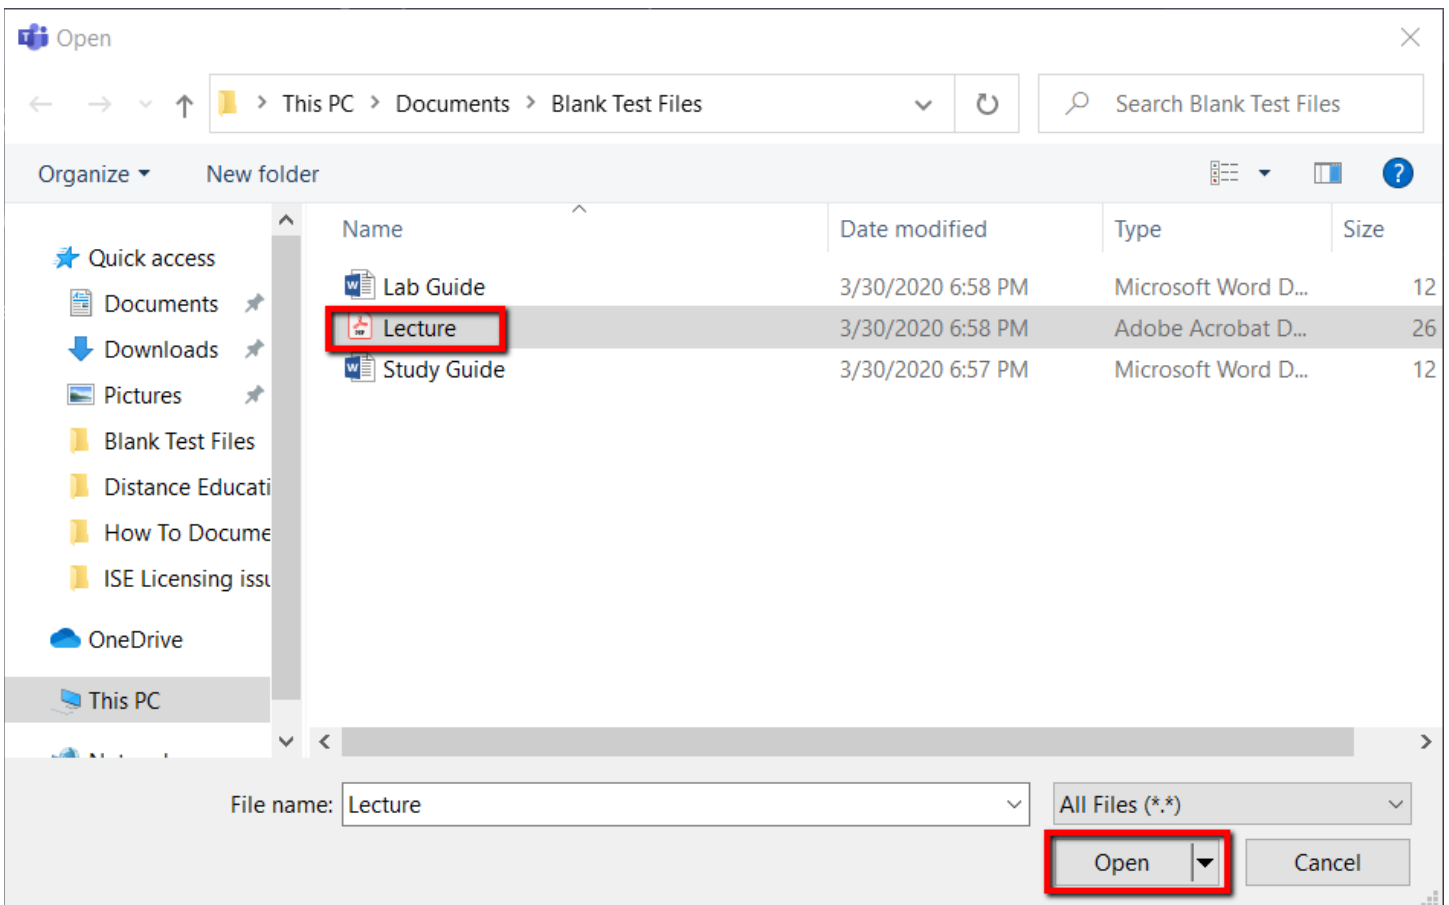 Open
This PC > Documents > Blank Test Files
Search Blank Test Files
Organize
New folder
Name Date modified Type Size
Quick access
Documents
Downloads
Pictures
Blank Test Files
Distance Educati
How To Docume
ISE Licensing issu
OneDrive
This PC
Lab Guide 3/30/2020 6:58 PM Microsoft Word D... 12
Lecture 3/30/2020 6:58 PM Adobe Acrobat D... 26
Study Guide 3/30/2020 6:57 PM Microsoft Word D... 12
File name: Lecture
All Files (*.*)
Open
Cancel